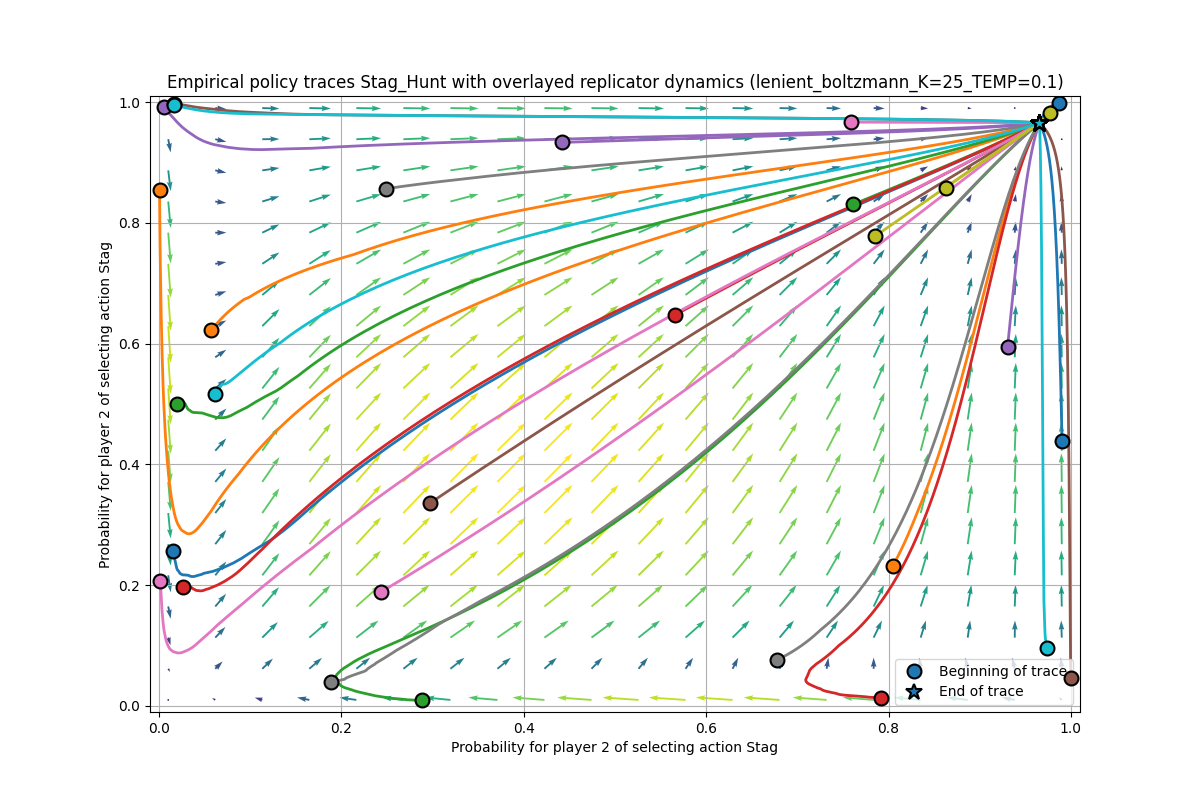 Empirical policy traces Stag_Hunt with overlayed replicator dynamics (lenient_boltzmann_K=25_TEMP=0.1)
Probability for player 2 of selecting action Stag
1.0
0.8
0.6
0.4
0.2
0.0
0.0
0.2
0.4
0.6
0.8
1.0
Beginning of trace
End of trace
Probability for player 2 of selecting action Stag